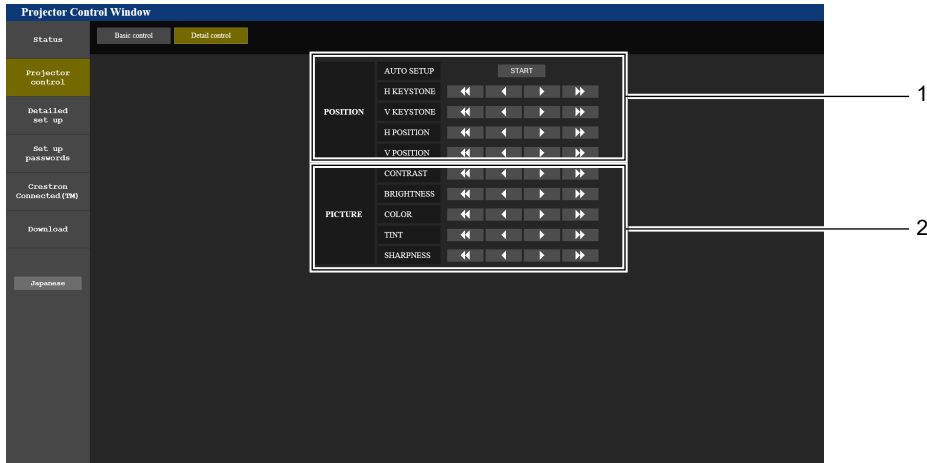 Projector Control Window
Status
Basic control
Detail control
Projector
control
Detailed
set up
Set up
passwords
Crestron
Connected(TM)
Download
Japanese
POSITION
AUTO SETUP
START
H KEYSTONE
V KEYSTONE
H POSITION
V POSITION
PICTURE
CONTRAST
BRIGHTNESS
COLOR
TINT
SHARPNESS
1
2